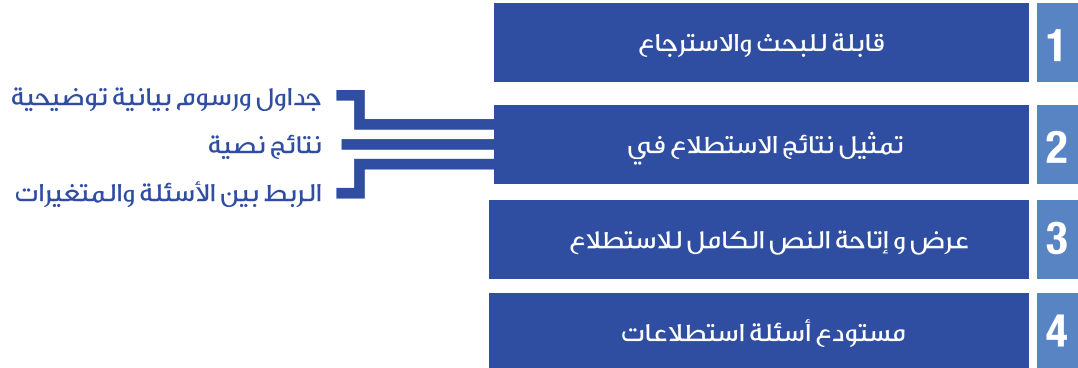 1
قابلة للبحث والاسترجاع
2
تمثيل نتائج الاستطلاع في
جداول ورسوم بيانية توضيحية
نتائج نصية
الربط بين الأسئلة والمتغيرات
3
عرض و إتاحة النص الكامل للاستطلاع
4
مستودع أسئلة استطلاعات